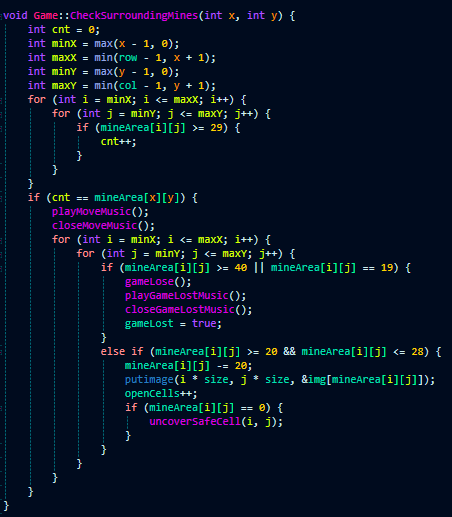 void Game::CheckSurroundingMines(int x, int y) {
    int cnt = 0;
    int minX = max(x - 1, 0);
    int maxX = min(row - 1, x + 1);
    int minY = max(y - 1, 0);
    int maxY = min(col - 1, y + 1);
    for (int i = minX; i <= maxX; i++) {
        for (int j = minY; j <= maxY; j++) {
            if (mineArea[i][j] >= 29) {
                cnt++;
            }
        }
    }
    if (cnt == mineArea[x][y]) {
        playMoveMusic();
        closeMoveMusic();
        for (int i = minX; i <= maxX; i++) {
            for (int j = minY; j <= maxY; j++) {
                if (mineArea[i][j] >= 40 || mineArea[i][j] == 19) {
                    gameLose();
                    playGameLostMusic();
                    closeGameLostMusic();
                    gameLost = true;
                }
                else if (mineArea[i][j] >= 20 && mineArea[i][j] <= 28) {
                    mineArea[i][j] -= 20;
                    putimage(i * size, j * size, &img[mineArea[i][j]]);
                    openCells++;
                    if (mineArea[i][j] == 0) {
                        uncoverSafeCell(i, j);
                    }
                }
            }
        }
    }
}